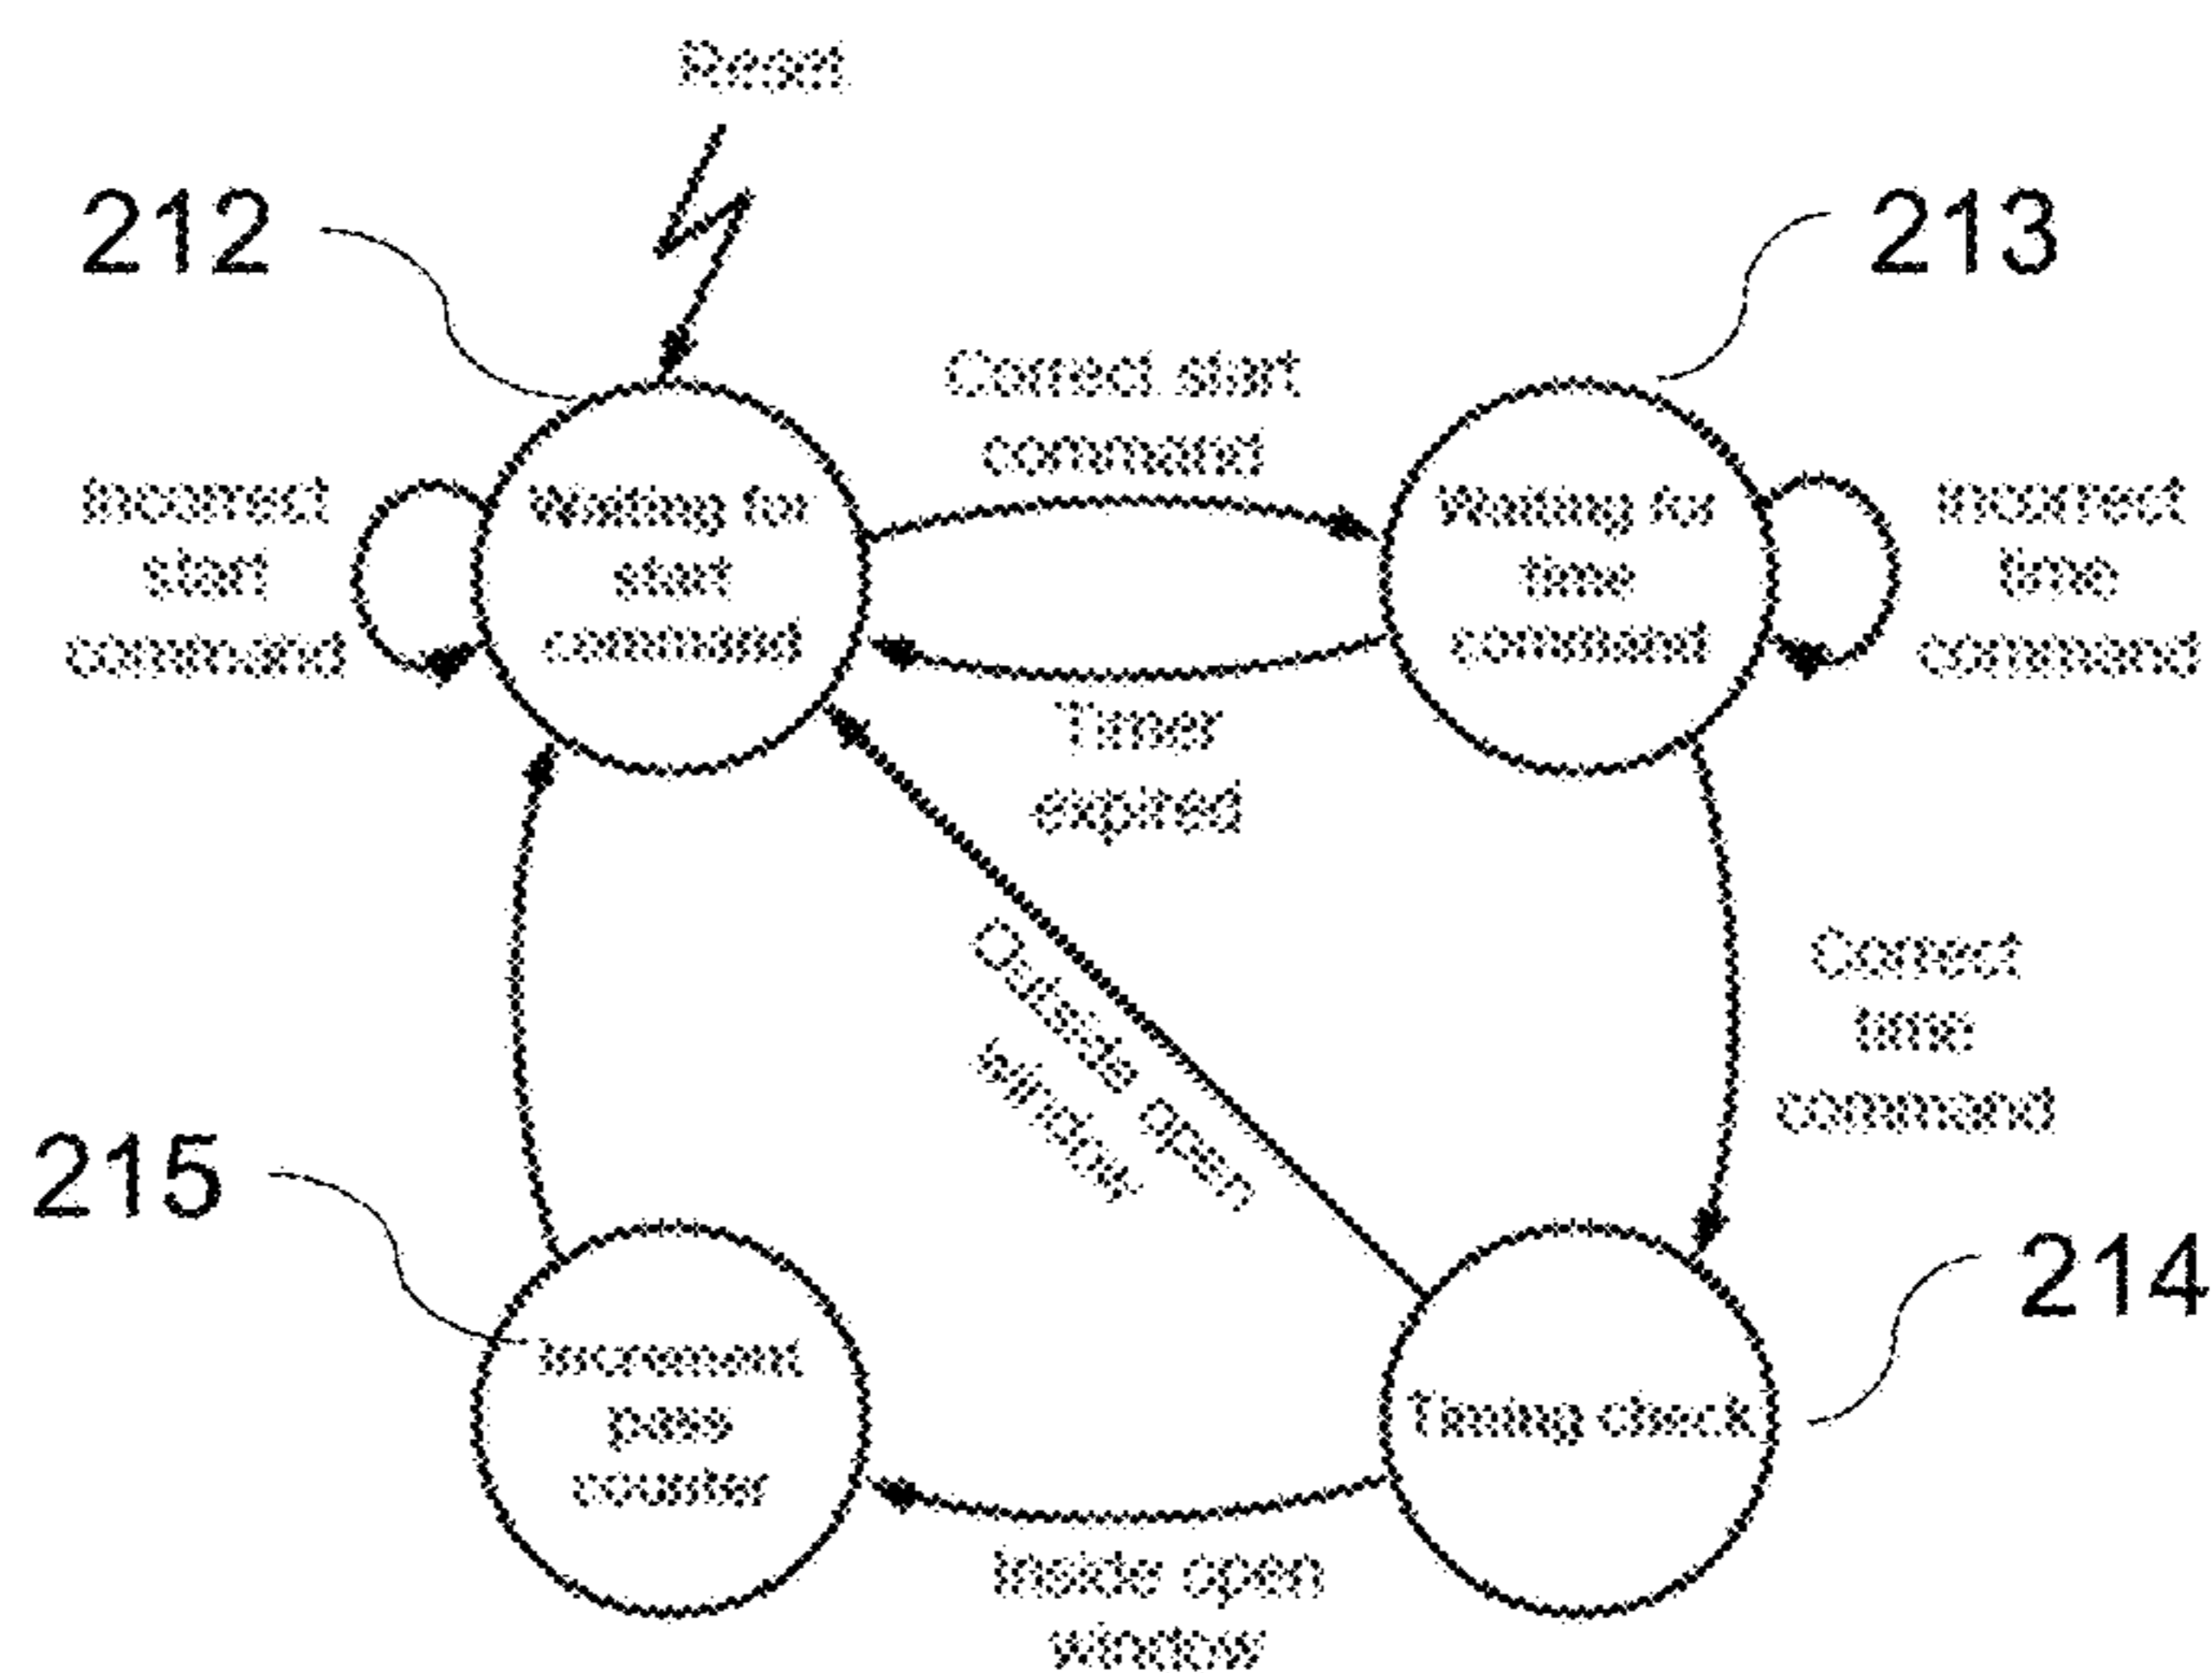 Reset
212
213
Correct start
command
Incorrect
start
command
Waiting for
start
command
Waiting for
time
command
Incorrect
time
command
Timer
expired
Outside open
window
Correct
time
command
215
214
Increment
pass
counter
Timing check
Inside open
window